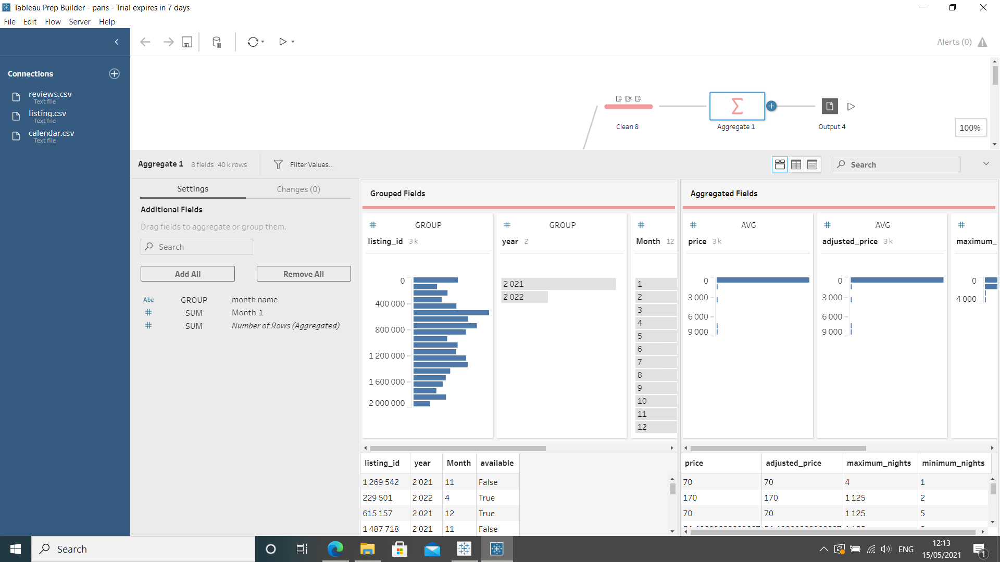 Tableau Prep Builder - paris - Trial expires in 7 days
File Edit Flow Server Help
Alerts (0)
Connections
reviews.csv
Text file
listing.csv
Text file
calendar.csv
Text file
Clean 8
Aggregate 1
Output 4
100%
Aggregate 1 8 fields 40 k rows
Filter Values...
Search
Settings
Changes (0)
Additional Fields
Drag fields to aggregate or group them.
Search
Add All
Remove All
Abc GROUP month name
# SUM Month-1
# SUM Number of Rows (Aggregated)
Grouped Fields
# GROUP
listing_id 3 k
0
400 000
800 000
1 200 000
1 600 000
2 000 000
# GROUP
year 2
2 021
2 022
#
Month 12
1
2
3
4
5
6
7
8
9
10
11
12
Aggregated Fields
# AVG
price 3 k
0
3 000
6 000
9 000
# AVG
adjusted_price 3 k
0
3 000
6 000
9 000
#
maximum_
0
4 000
listing_id year Month available
1 269 542 2 021 11 False
229 501 2 022 4 True
615 157 2 021 12 True
1 487 718 2 021 11 False
price adjusted_price maximum_nights minimum_nights
70 70 4 1
170 170 1 125 2
70 70 1 125 5
Search
ENG
12:13
15/05/2021
1